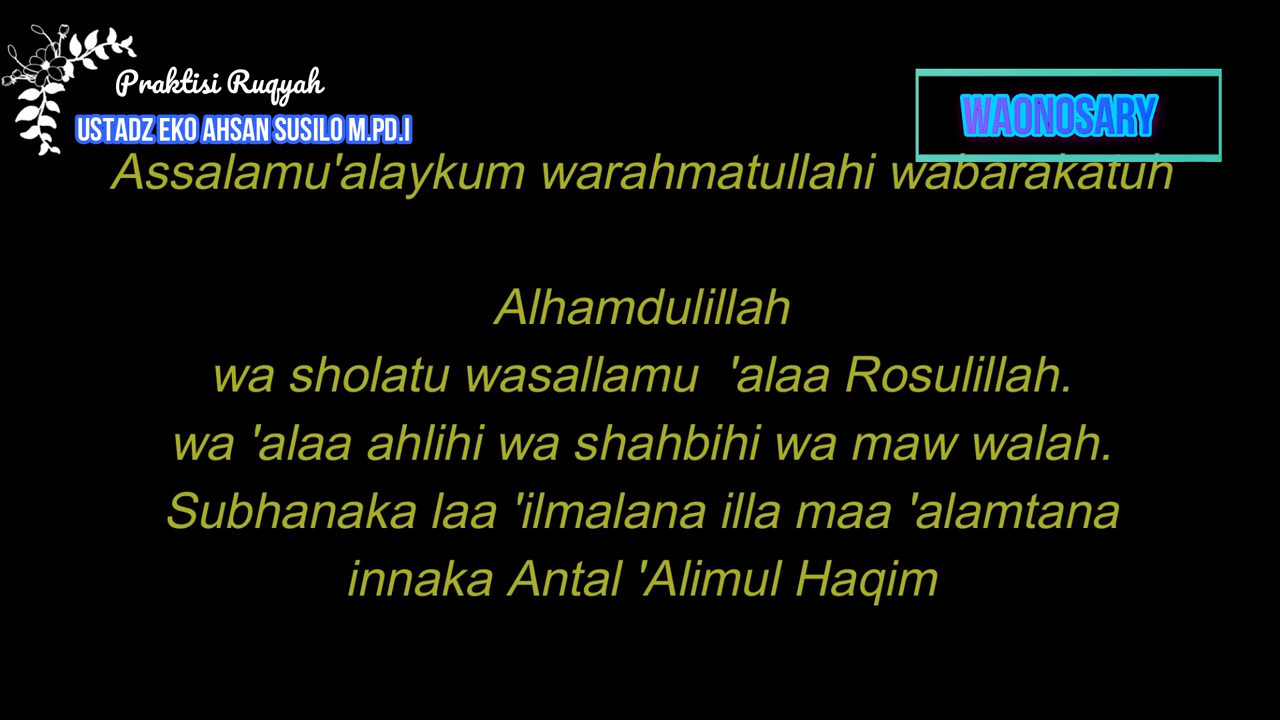 Praktisi Ruqyah
USTADZ EKO AHSAN SUSILO M.PD.I
WAONOSARY
Assalamu'alaykum warahmatullahi wabarakatuh
Alhamdulillah
wa sholatu wasallamu 'alaa Rosulillah.
wa 'alaa ahlihi wa shahbihi wa maw walah.
Subhanaka laa 'ilmalana illa maa 'alamtana
innaka Antal 'Alimul Haqim